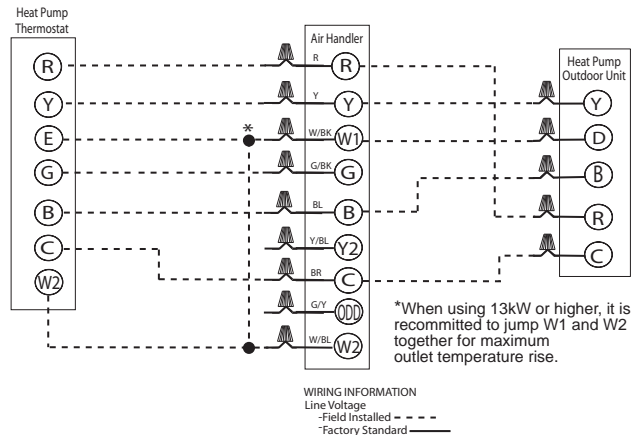 Heat Pump
Thermostat
R
Y
E
G
B
C
W2
Air Handler
R
R
Y
Y
*
W/BK
W1
G/BK
G
BL
B
Y/BL
Y2
BR
C
G/Y
ODD
W/BL
W2
Heat Pump
Outdoor Unit
Y
D
B
R
C
*When using 13kW or higher, it is
recommitted to jump W1 and W2
together for maximum
outlet temperature rise.
WIRING INFORMATION
Line Voltage
-Field Installed
-Factory Standard